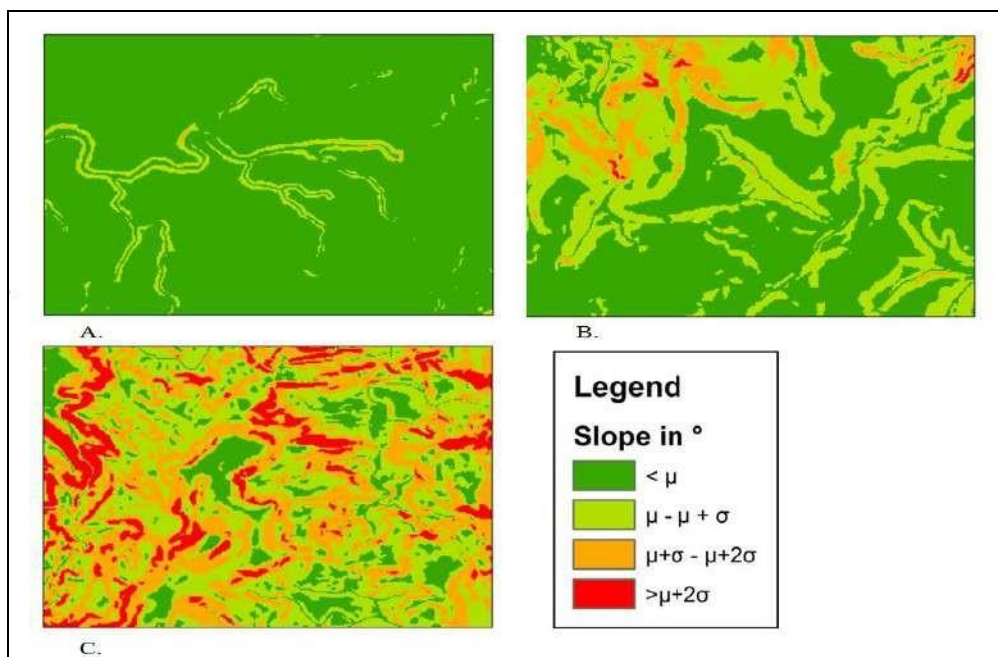 A.
B.
C.
Legend
Slope in °
< μ
μ - μ + σ
μ+σ - μ+2σ
>μ+2σ